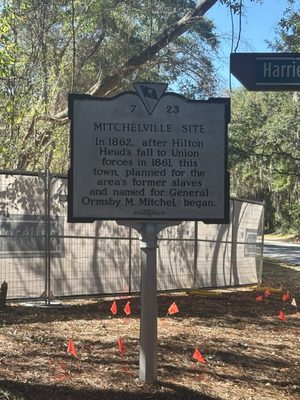 7 23
MITCHELVILLE SITE
In 1862, after Hilton
Head's fall to Union
forces in 1861, this
town, planned for the
area's former slaves
and named for General
Ormsby M. Mitchel, began.
Harri